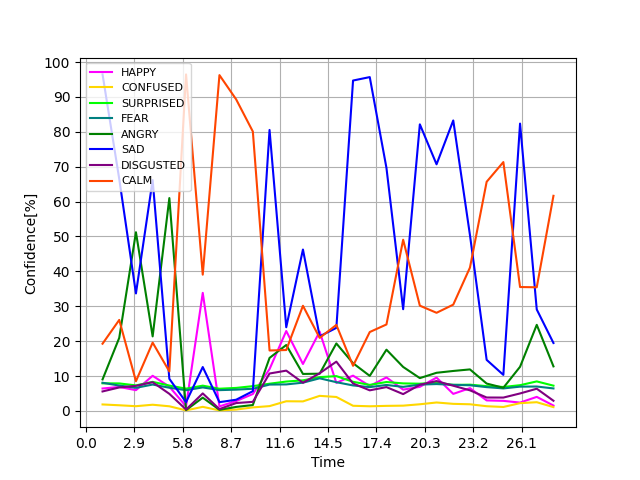 100
90
80
70
60
50
40
30
20
10
0
Confidence[%]
HAPPY
CONFUSED
SURPRISED
FEAR
ANGRY
SAD
DISGUSTED
CALM
0.0 2.9 5.8 8.7 11.6 14.5 17.4 20.3 23.2 26.1
Time